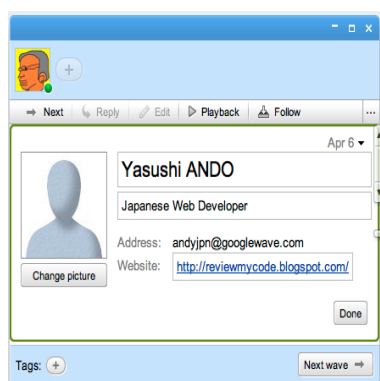 Next Reply Edit Playback Follow ...
Apr 6
Yasushi ANDO
Japanese Web Developer
Address: andyjpn@googlewave.com
Website: http://reviewmycode.blogspot.com/
Change picture
Done
Tags: Next wave